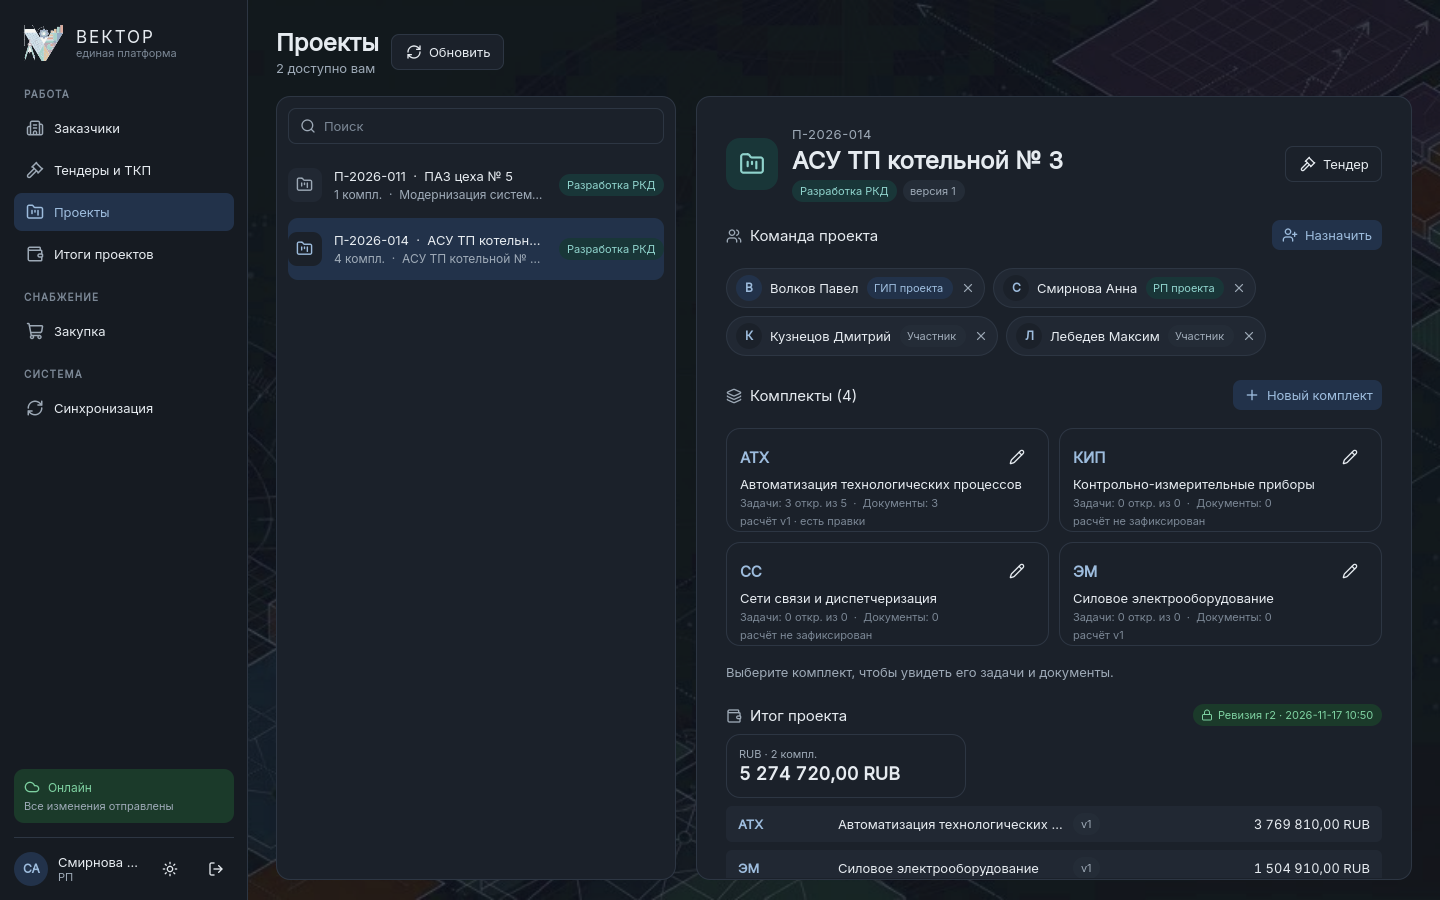 ВЕКТОР
единая платформа
РАБОТА
Заказчики
Тендеры и ТКП
Проекты
Итоги проектов
СНАБЖЕНИЕ
Закупка
СИСТЕМА
Синхронизация
Онлайн
Все изменения отправлены
СА
Смирнова ...
РП
Проекты
2 доступно вам
Обновить
Поиск
П-2026-011 · ПАЗ цеха № 5
1 компл. · Модернизация систем...
Разработка РКД
П-2026-014 · АСУ ТП котельн...
4 компл. · АСУ ТП котельной № ...
Разработка РКД
П-2026-014
АСУ ТП котельной № 3
Разработка РКД
версия 1
Тендер
Команда проекта
Назначить
В Волков Павел ГИП проекта
С Смирнова Анна РП проекта
К Кузнецов Дмитрий Участник
Л Лебедев Максим Участник
Комплекты (4)
Новый комплект
АТХ
Автоматизация технологических процессов
Задачи: 3 откр. из 5 · Документы: 3
расчёт v1 · есть правки
КИП
Контрольно-измерительные приборы
Задачи: 0 откр. из 0 · Документы: 0
расчёт не зафиксирован
СС
Сети связи и диспетчеризация
Задачи: 0 откр. из 0 · Документы: 0
расчёт не зафиксирован
ЭМ
Силовое электрооборудование
Задачи: 0 откр. из 0 · Документы: 0
расчёт v1
Выберите комплект, чтобы увидеть его задачи и документы.
Итог проекта
Ревизия r2 · 2026-11-17 10:50
RUB · 2 компл.
5 274 720,00 RUB
АТХ Автоматизация технологических ... v1 3 769 810,00 RUB
ЭМ Силовое электрооборудование v1 1 504 910,00 RUB